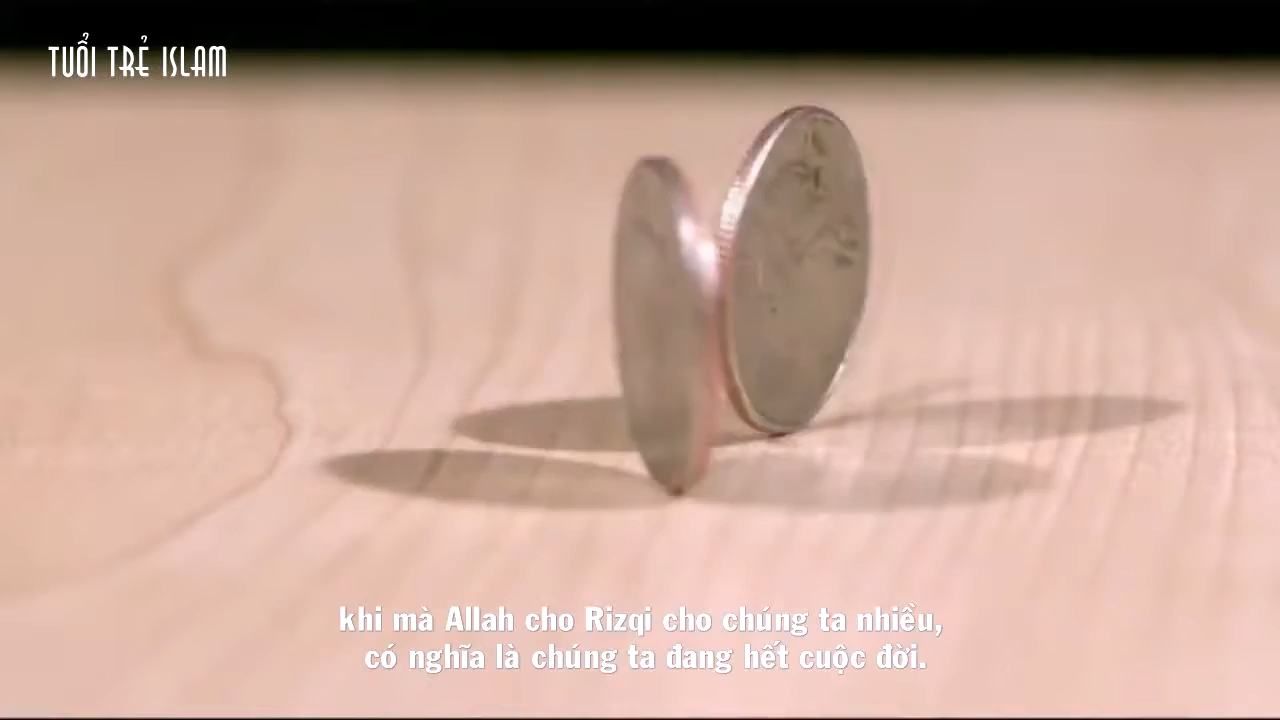 TUỔI TRẺ ISLAM
khi mà Allah cho Rizqi cho chúng ta nhiều,
có nghĩa là chúng ta đang hết cuộc đời.